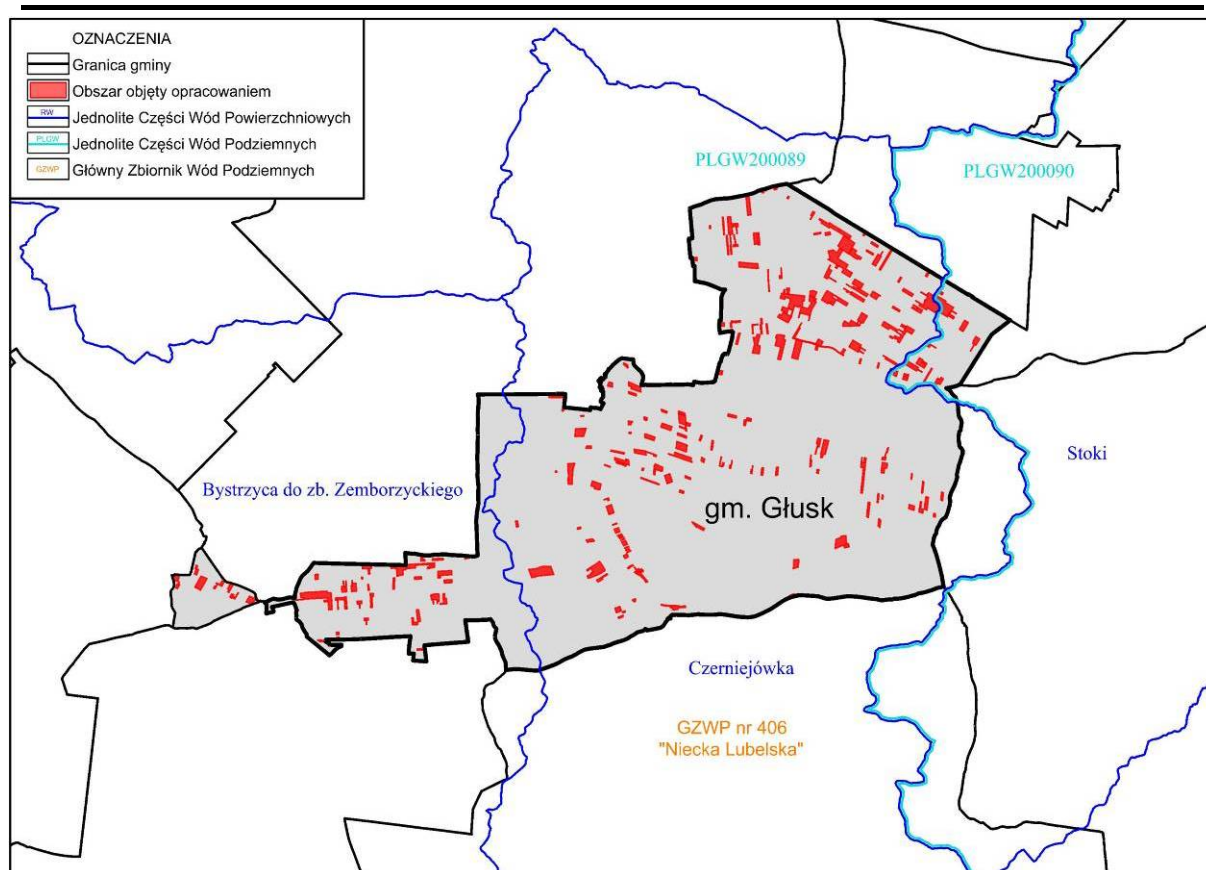 OZNACZENIA
Granica gminy
Obszar objęty opracowaniem
RW
Jednolite Części Wód Powierzchniowych
PLGW
Jednolite Części Wód Podziemnych
GZWP
Główny Zbiornik Wód Podziemnych
PLGW200089
PLGW200090
Stoki
Bystrzyca do zb. Zemborzyckiego
gm. Głusk
Czerniejówka
GZWP nr 406
"Niecka Lubelska"